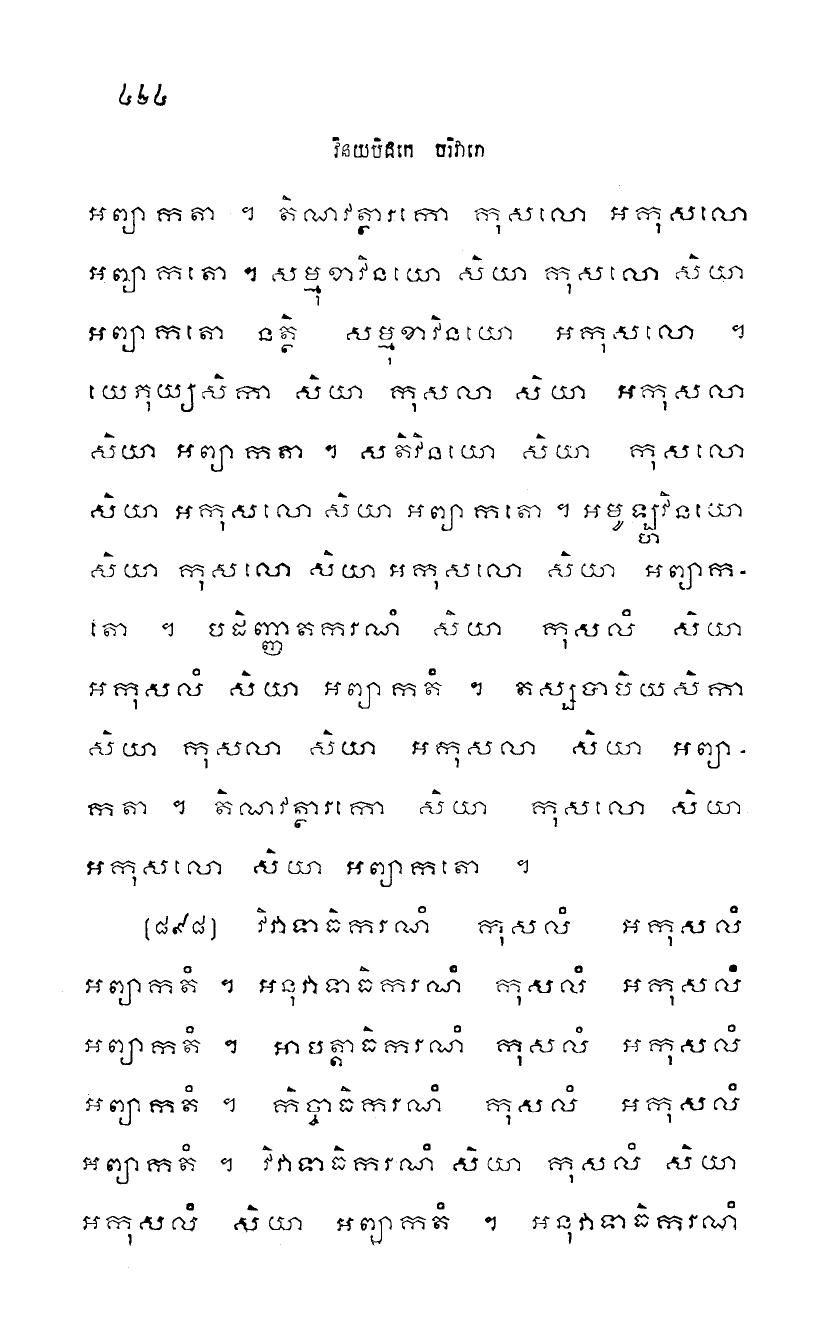 ៤៦៤
វិនយបិដកេ បរិវារោ
អព្យាកតា ។ តិណវត្ថារកោ កុសលោ អកុសលោ
អព្យាកតោ ។ សម្មុខាវិនយោ សិយា កុសលោ សិយា
អព្យាកតោ នត្ថិ សម្មុខាវិនយោ អកុសលោ ។
យេភុយ្យសិកា សិយា កុសលា សិយា អកុសលា
សិយា អព្យាកតា ។ សតិវិនយោ សិយា កុសលោ
សិយា អកុសលោ សិយា អព្យាកតោ ។ អមូឡ្ហវិនយោ
សិយា កុសលោ សិយា អកុសលោ សិយា អព្យាក-
តោ ។ បដិញ្ញាតករណំ សិយា កុសលំ សិយា
អកុសលំ សិយា អព្យាកតំ ។ តស្សបាបិយសិកា
សិយា កុសលា សិយា អកុសលា សិយា អព្យា-
កតា ។ តិណវត្ថារកោ សិយា កុសលោ សិយា
អកុសលោ សិយា អព្យាកតោ ។
[៨៩៨] វិវាទាធិករណំ កុសលំ អកុសលំ
អព្យាកតំ ។ អនុវាទាធិករណំ កុសលំ អកុសលំ
អព្យាកតំ ។ អាបត្តាធិករណំ កុសលំ អកុសលំ
អព្យាកតំ ។ កិច្ចាធិករណំ កុសលំ អកុសលំ
អព្យាកតំ ។ វិវាទាធិករណំ សិយា កុសលំ សិយា
អកុសលំ សិយា អព្យាកតំ ។ អនុវាទាធិករណំ